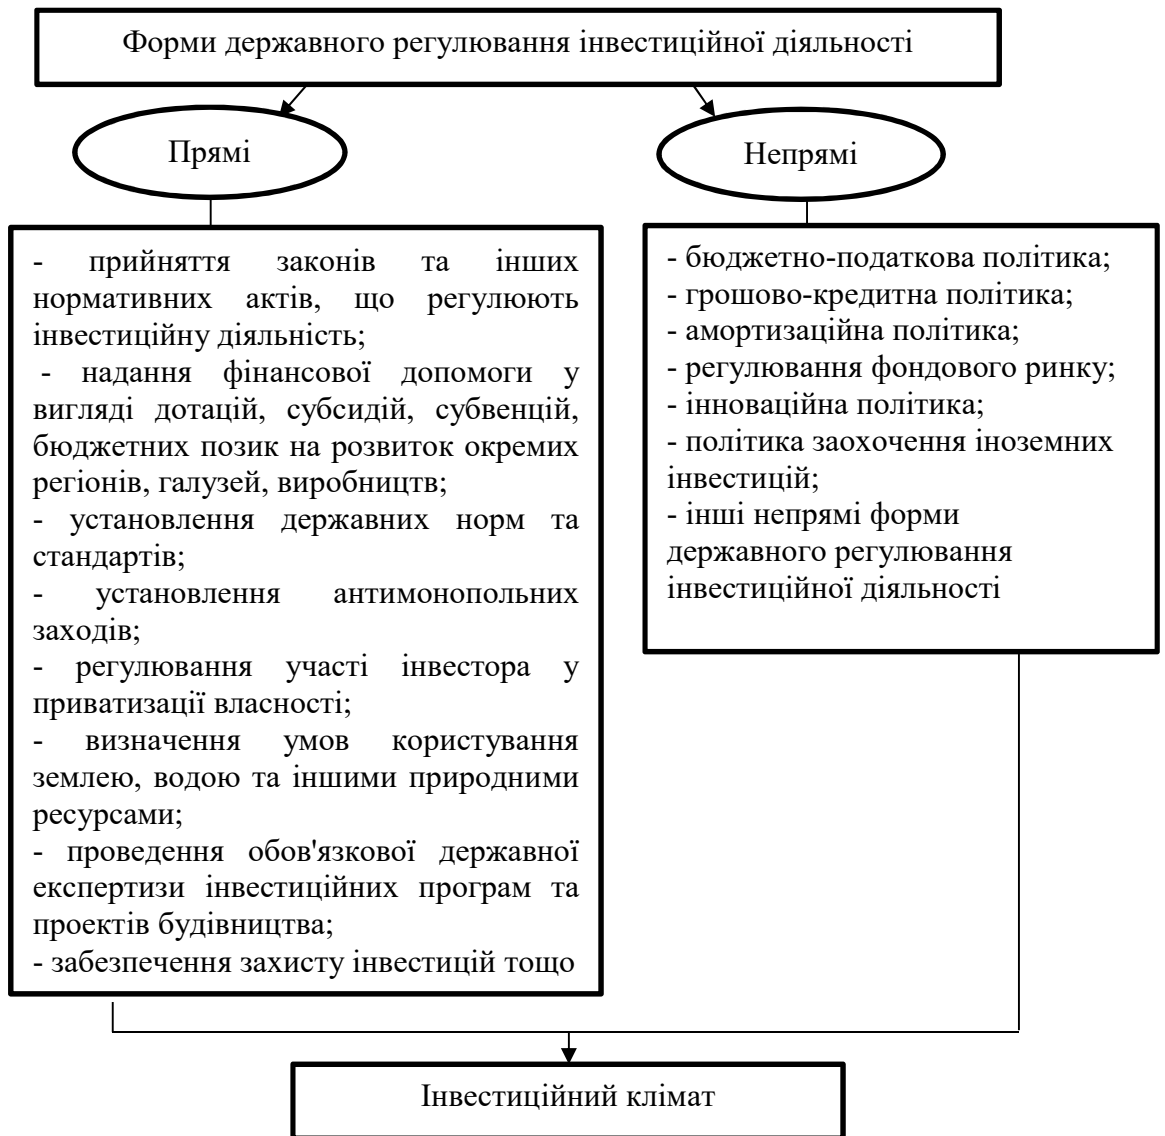 Форми державного регулювання інвестиційної діяльності
Прямі
Непрямі
- прийняття законів та інших
нормативних актів, що регулюють
інвестиційну діяльність;
- надання фінансової допомоги у
вигляді дотацій, субсидій, субвенцій,
бюджетних позик на розвиток окремих
регіонів, галузей, виробництв;
- установлення державних норм та
стандартів;
- установлення антимонопольних
заходів;
- регулювання участі інвестора у
приватизації власності;
- визначення умов користування
землею, водою та іншими природними
ресурсами;
- проведення обов'язкової державної
експертизи інвестиційних програм та
проектів будівництва;
- забезпечення захисту інвестицій тощо
- бюджетно-податкова політика;
- грошово-кредитна політика;
- амортизаційна політика;
- регулювання фондового ринку;
- інноваційна політика;
- політика заохочення іноземних
інвестицій;
- інші непрямі форми
державного регулювання
інвестиційної діяльності
Інвестиційний клімат